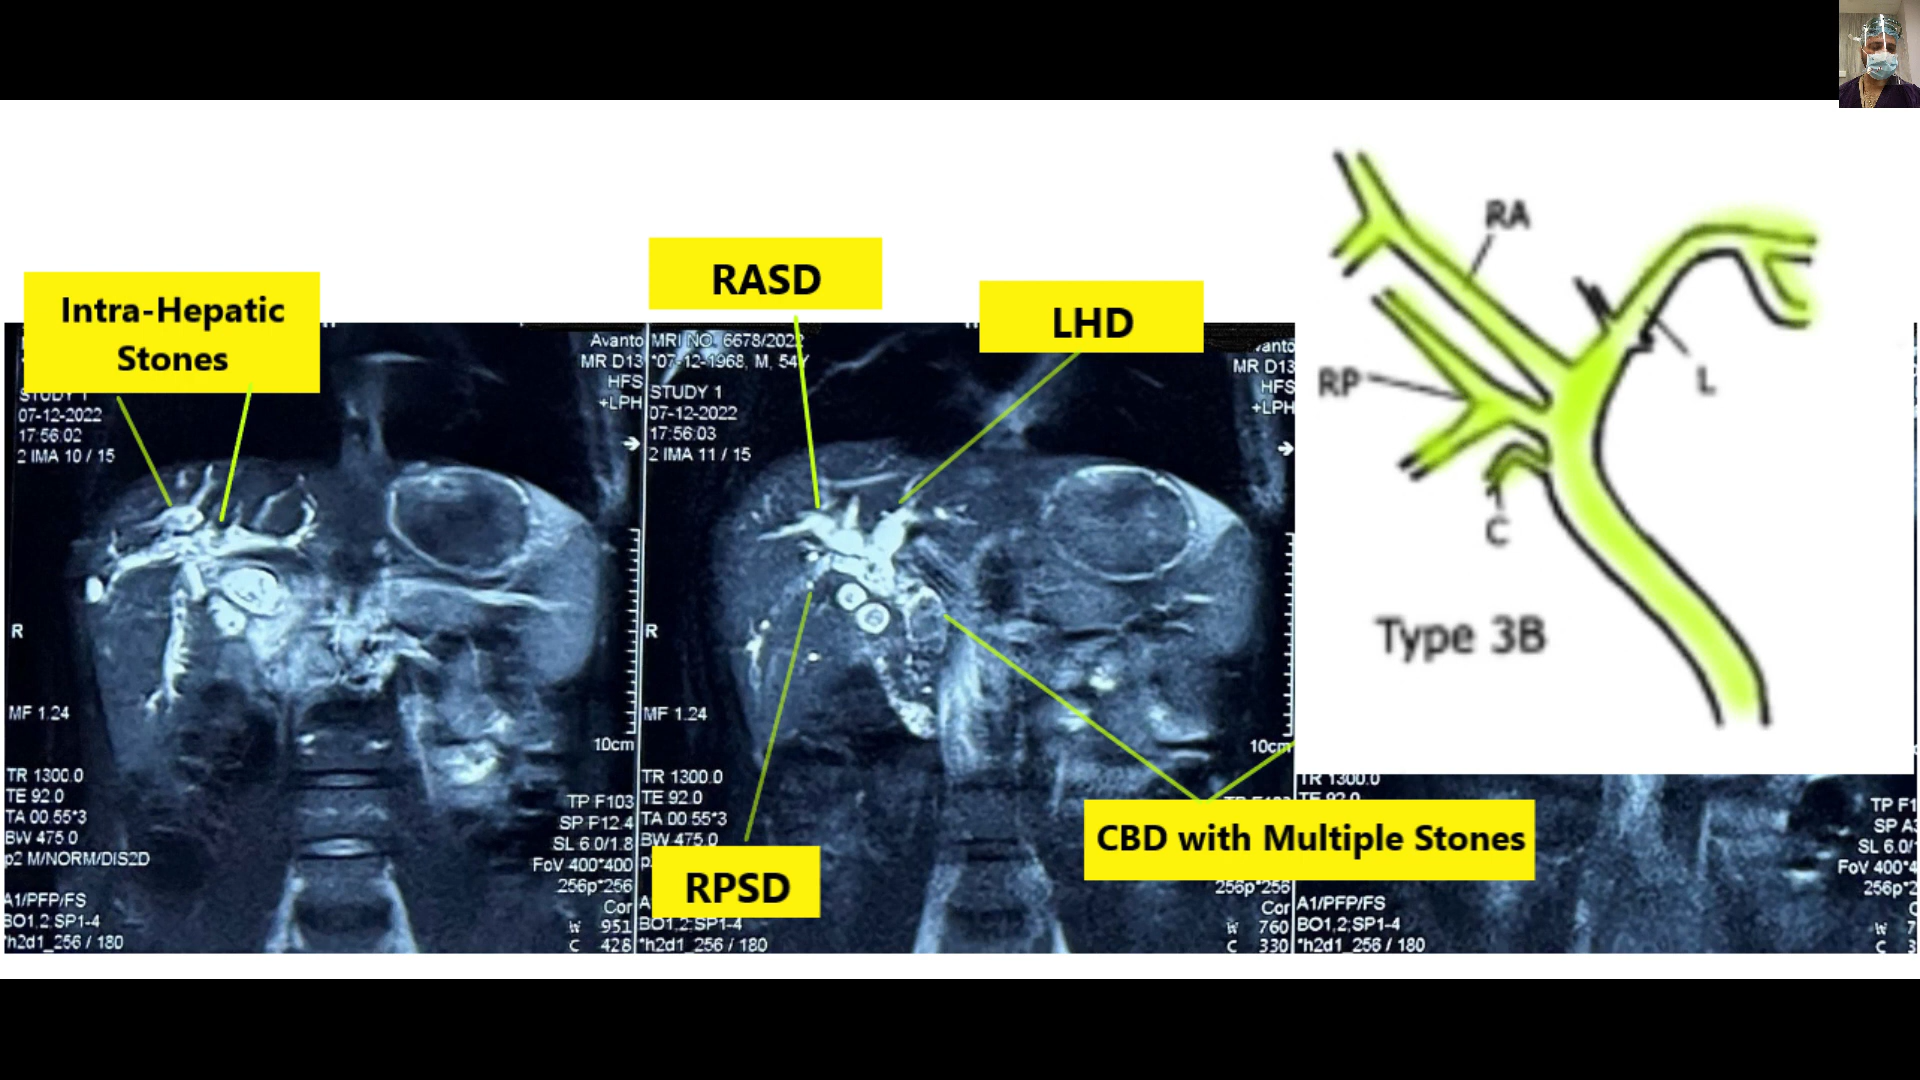 Intra-Hepatic
Stones
RASD
LHD
RPSD
CBD with Multiple Stones
STUDY 1
07-12-2022
17:56:02
2 IMA 10 / 15
Avanto
MR D13
HFS
+LPH
R
MF 1.24
10cm
TR 1300.0
TE 92.0
TA 00:55*3
BW 475.0
p2 M/NORM/DIS2D
A1/PFP/FS
BO1,2;SP1-4
*h2d1_256 / 180
TP F103
SP P12.4
SL 6.0/1.8
FoV 400*400
256p*256
Cor
W 951
C 426
MRI NO. 6678/2022
*07-12-1968, M, 54Y
STUDY 1
07-12-2022
17:56:03
2 IMA 11 / 15
MR D13
HFS
+LPH
R
MF 1.24
10cm
TR 1300.0
TE 92.0
TA 00:55*3
BW 475.0
BO1,2;SP1-4
*h2d1_256 / 180
256p*256
Cor
W 760
C 330
RA
RP
L
C
Type 3B
TR 1300.0
A1/PFP/FS
BO1,2;SP1-4
*h2d1_256 / 180